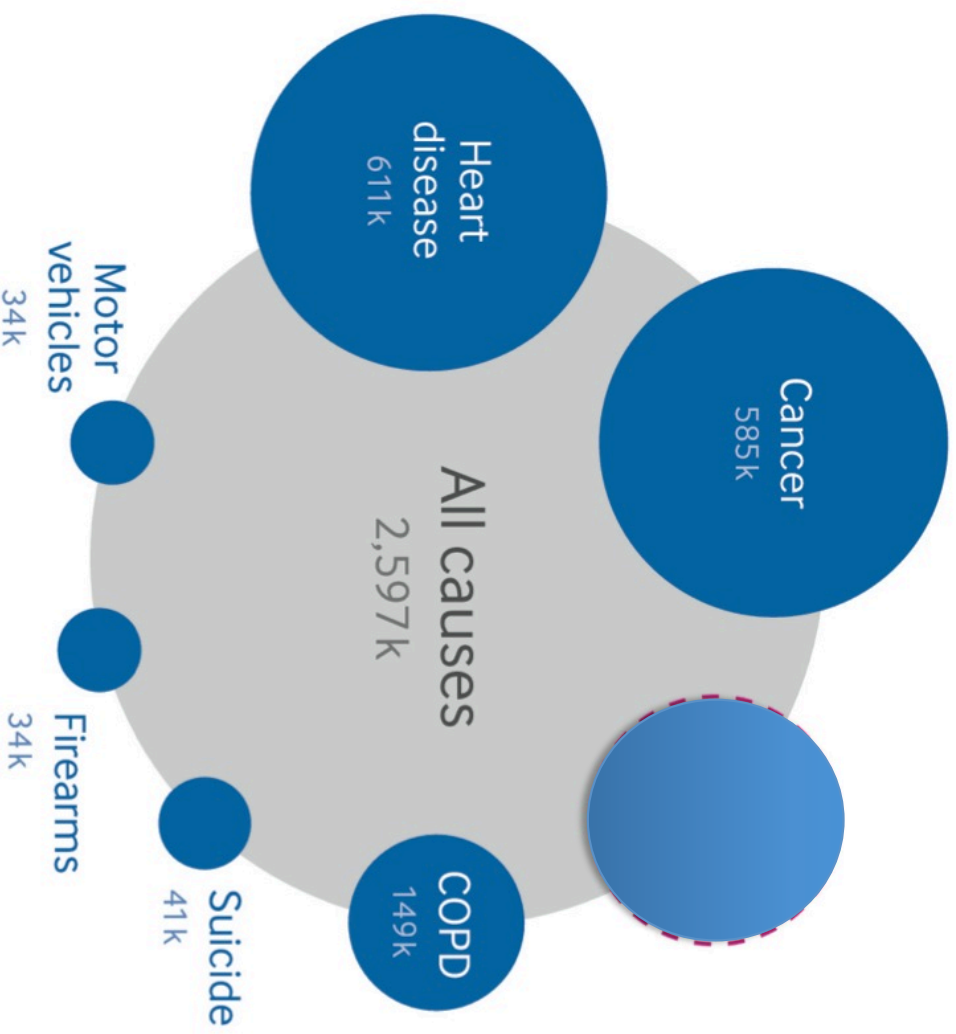 Cancer
585k
Heart
disease
611k
All causes
2,597k
COPD
149k
Suicide
41k
Firearms
34k
Motor
vehicles
34k